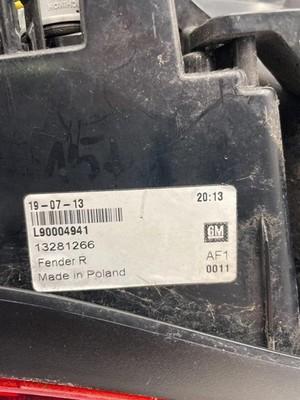 19-07-13 20:13
L90004941
GM
13281266
Fender R AF1
Made in Poland 0011